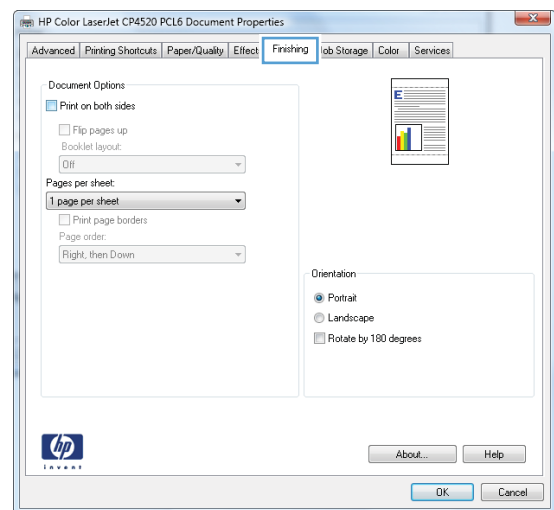 HP Color LaserJet CP4520 PCL6 Document Properties
Advanced Printing Shortcuts Paper/Quality Effect Finishing ob Storage Color Services
Document Options
Print on both sides
Flip pages up
Booklet layout:
Off
Pages per sheet:
1 page per sheet
Print page borders
Page order:
Right, then Down
E
Orientation
Portrait
Landscape
Rotate by 180 degrees
hp
invent
About... Help
OK Cancel